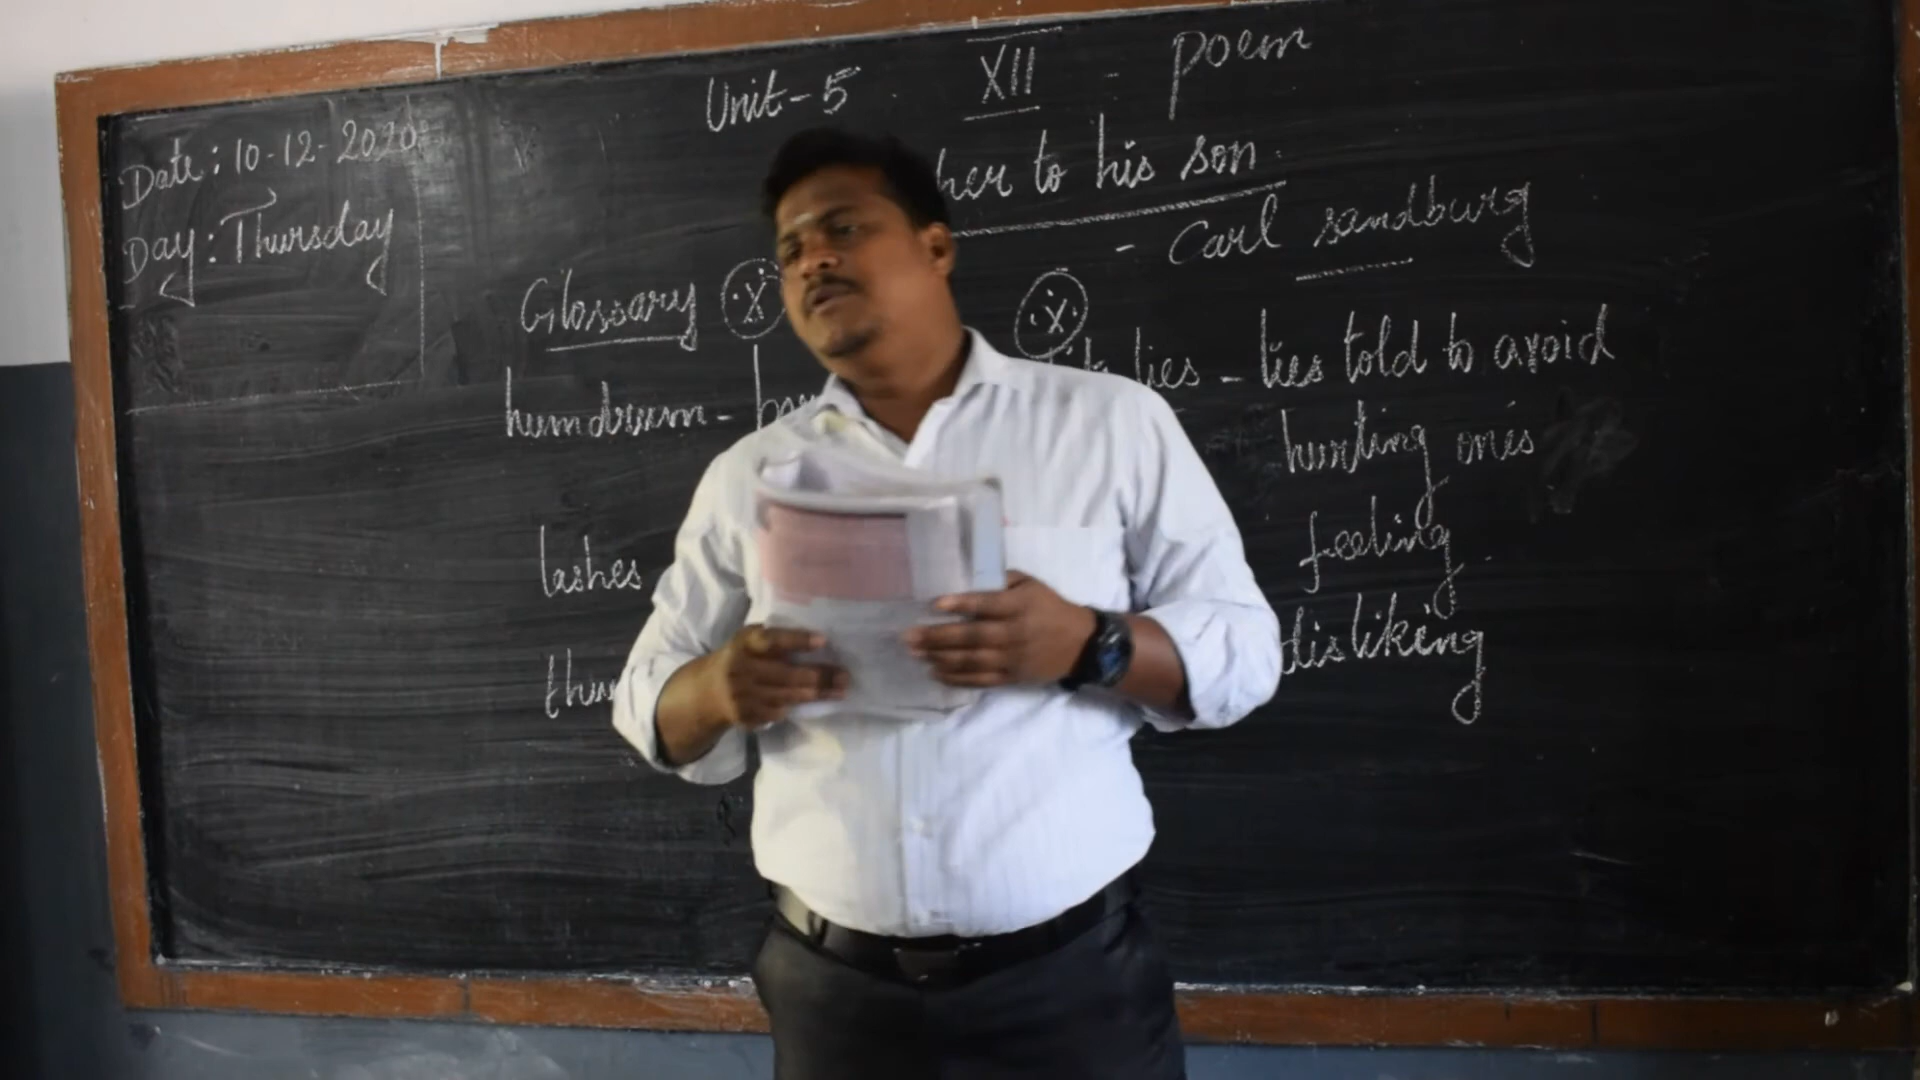 XII - Poem
Unit-5
her to his son
- Carl sandburg
Date: 10-12-2020
Day: Thursday
Glossary
humdrum -
lies - lies told to avoid
hurting one's
feeling
lashes
disliking